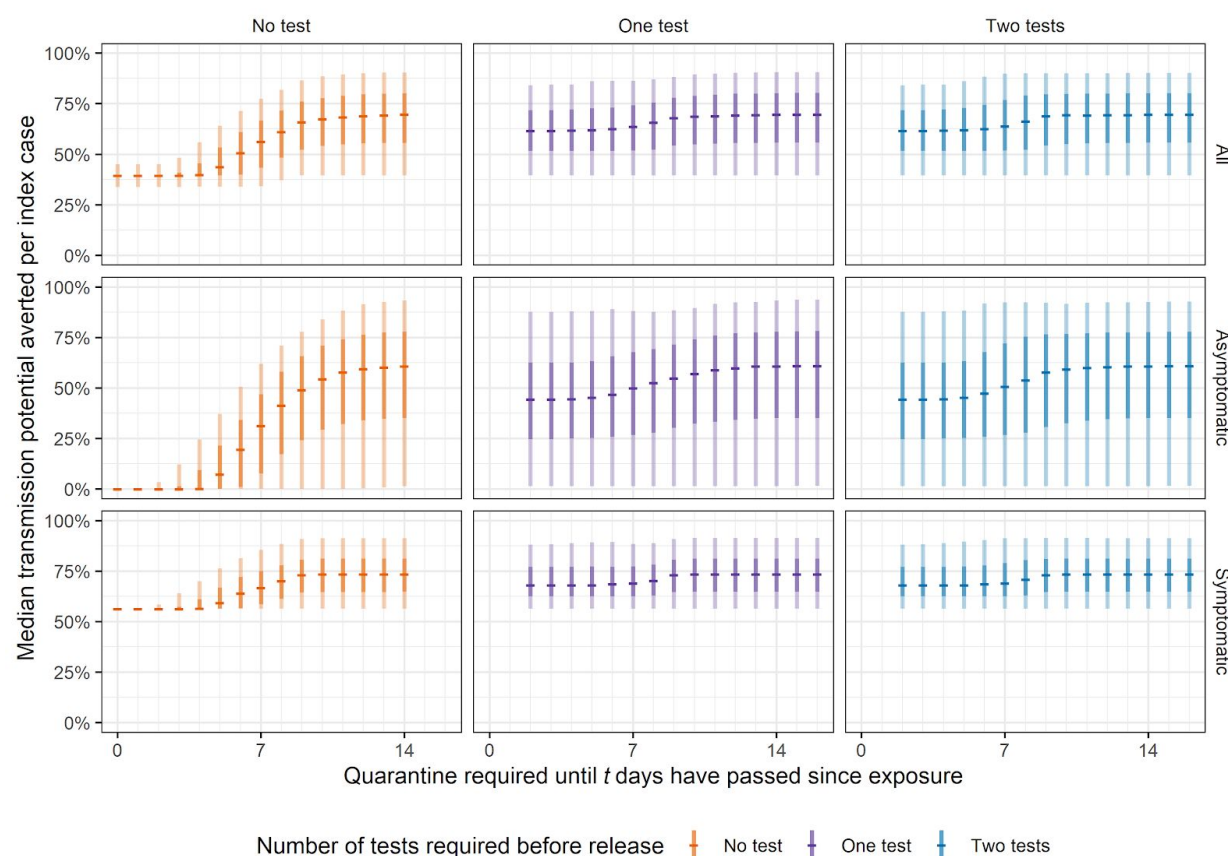 No test
One test
Two tests
Median transmission potential averted per index case
100%
75%
50%
25%
0%
All
100%
75%
50%
25%
0%
Asymptomatic
100%
75%
50%
25%
0%
Symptomatic
0 7 14
0 7 14
0 7 14
Quarantine required until t days have passed since exposure
Number of tests required before release No test One test Two tests